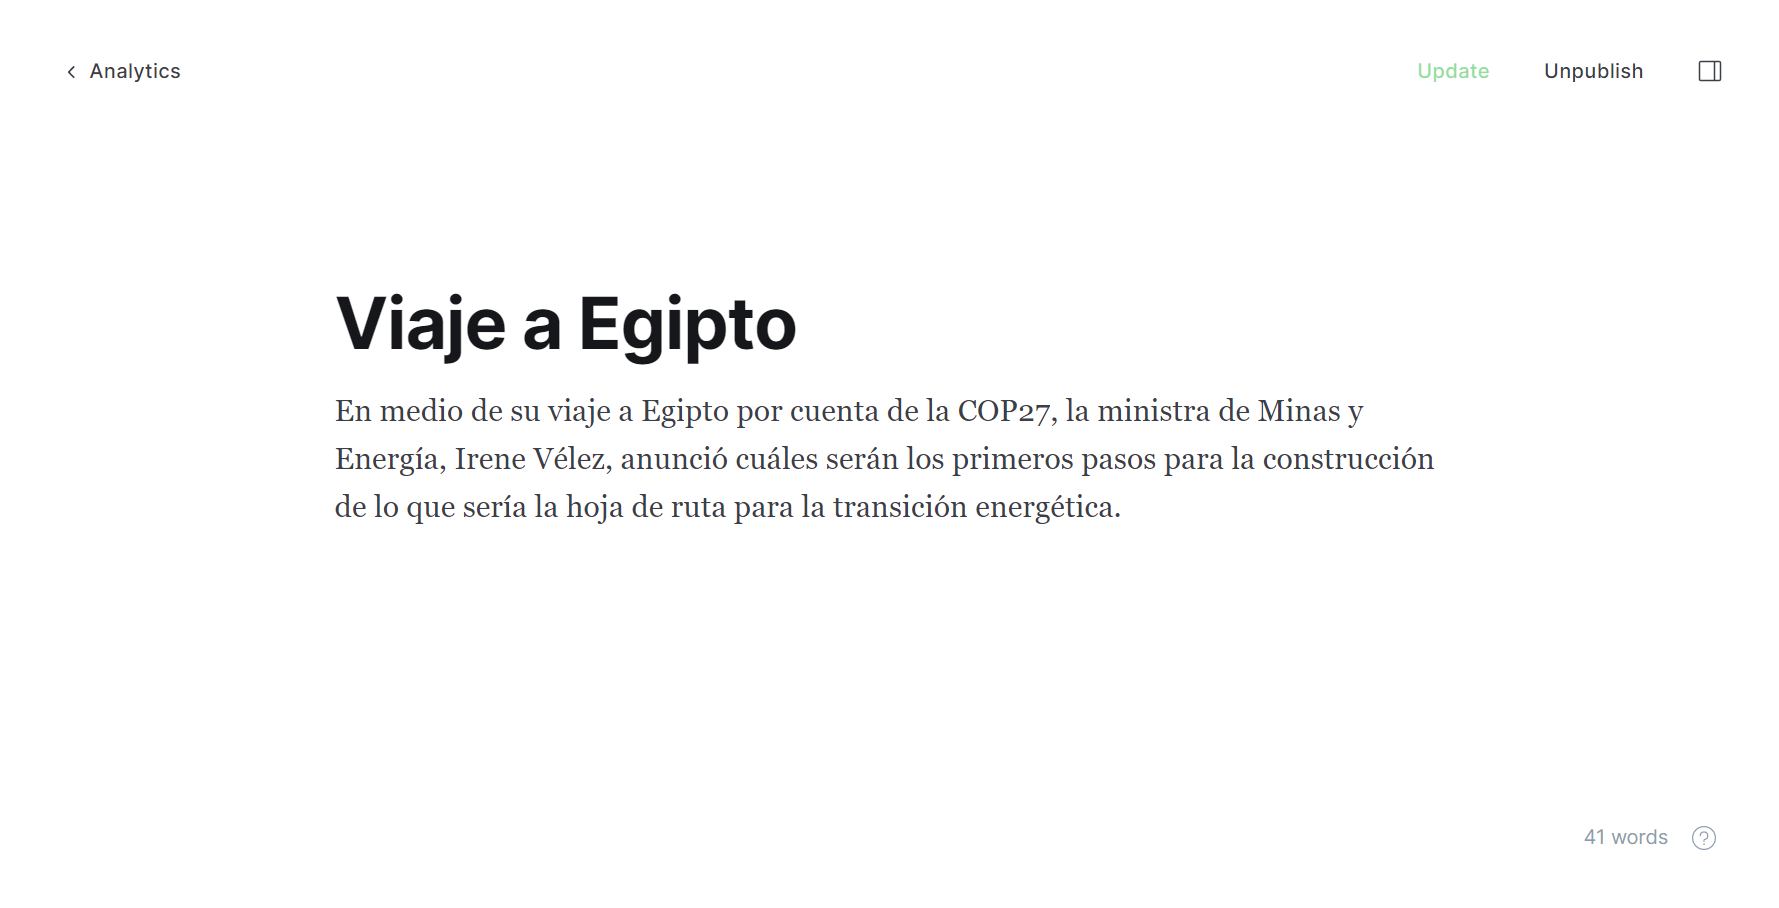 Analytics
Update
Unpublish
Viaje a Egipto
En medio de su viaje a Egipto por cuenta de la COP27, la ministra de Minas y
Energía, Irene Vélez, anunció cuáles serán los primeros pasos para la construcción
de lo que sería la hoja de ruta para la transición energética.
41 words
?